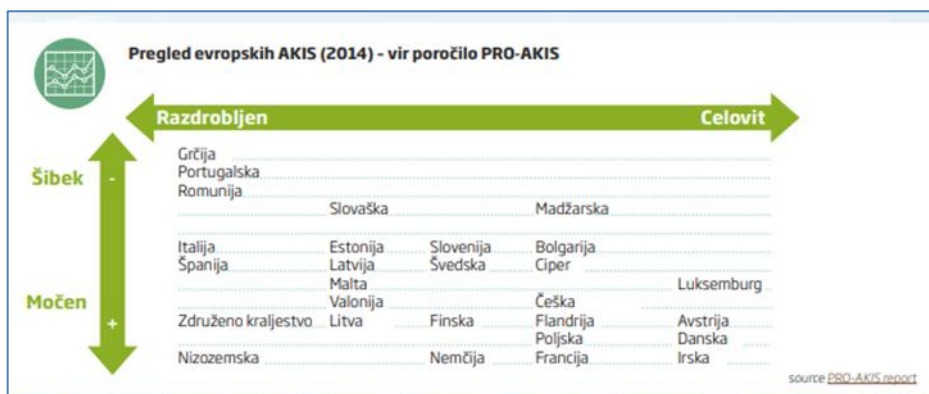 Pregled evropskih AKIS (2014) - vir poročilo PRO-AKIS
Razdrobljen Celovit
Šibek -
Močen +
Grčija
Portugalska
Romunija
Slovaška Madžarska
Italija Estonija Slovenija Bolgarija
Španija Latvija Švedska Ciper
Malta Luksemburg
Valonija Češka
Združeno kraljestvo Litva Finska Flandrija Avstrija
Poljska Danska
Nizozemska Nemčija Francija Irska
source PRO-AKIS report